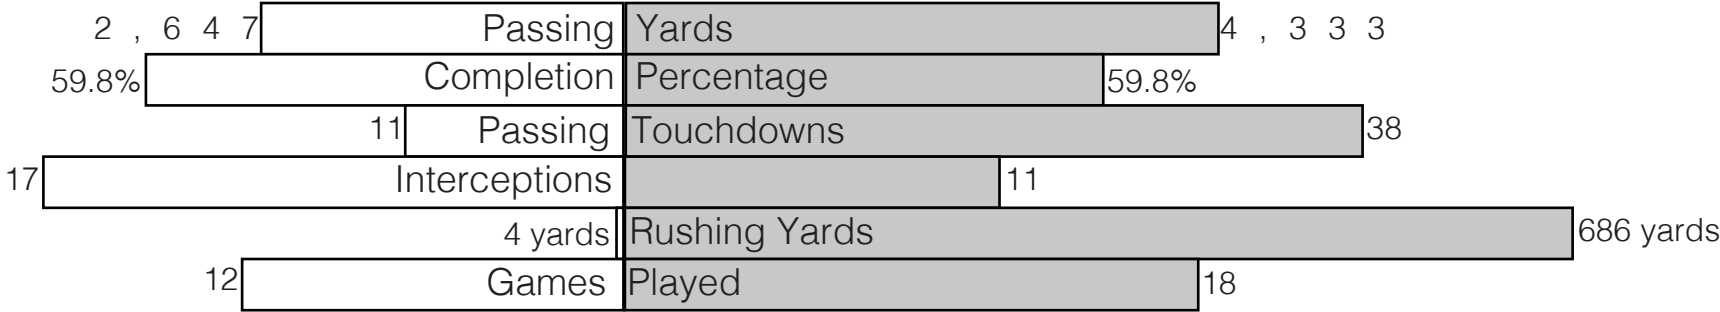 2,647 Passing Yards 4,333
59.8% Completion Percentage 59.8%
11 Passing Touchdowns 38
17 Interceptions 11
4 yards Rushing Yards 686 yards
12 Games Played 18